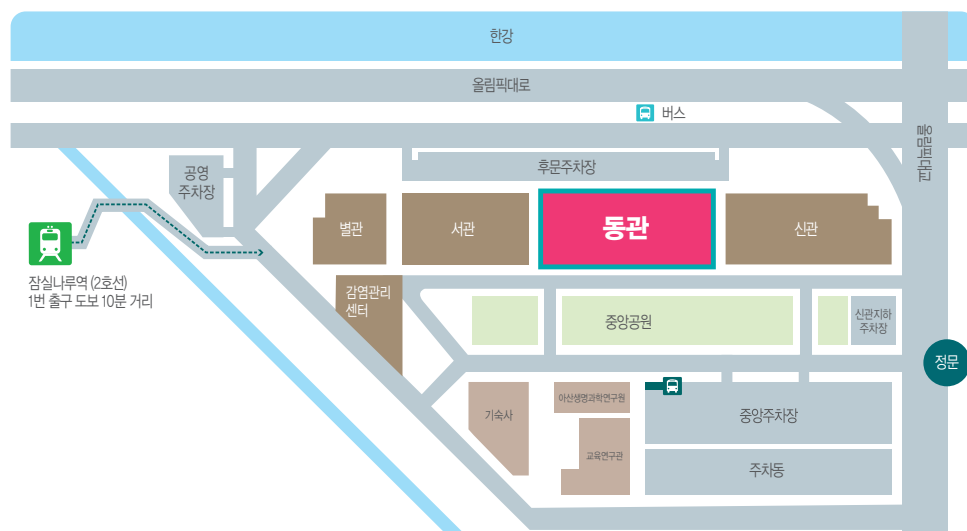 한강
올림픽대로
버스
올림픽대교
공영
주차장
후문주차장
별관
서관
동관
신관
잠실나루역 (2호선)
1번 출구 도보 10분 거리
감염관리
센터
중앙공원
신관지하
주차장
정문
기숙사
아산생명과학연구원
중앙주차장
교육연구관
주차동